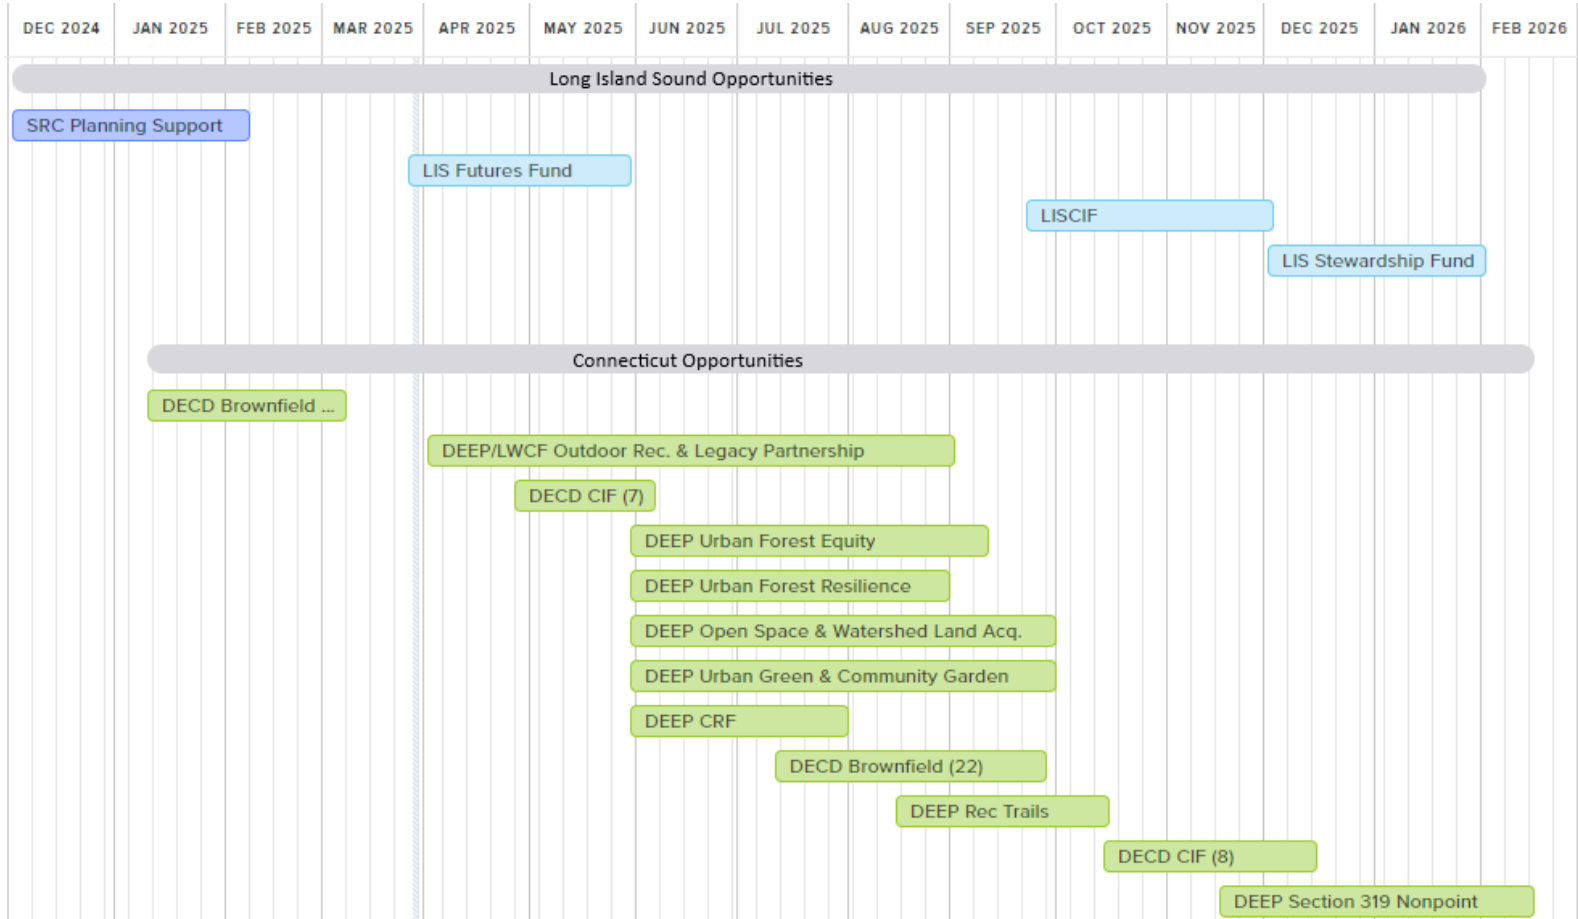 DEC 2024 JAN 2025 FEB 2025 MAR 2025 APR 2025 MAY 2025 JUN 2025 JUL 2025 AUG 2025 SEP 2025 OCT 2025 NOV 2025 DEC 2025 JAN 2026 FEB 2026
Long Island Sound Opportunities
SRC Planning Support
LIS Futures Fund
LISCIF
LIS Stewardship Fund
Connecticut Opportunities
DECD Brownfield ...
DEEP/LWCF Outdoor Rec. & Legacy Partnership
DECD CIF (7)
DEEP Urban Forest Equity
DEEP Urban Forest Resilience
DEEP Open Space & Watershed Land Acq.
DEEP Urban Green & Community Garden
DEEP CRF
DECD Brownfield (22)
DEEP Rec Trails
DECD CIF (8)
DEEP Section 319 Nonpoint